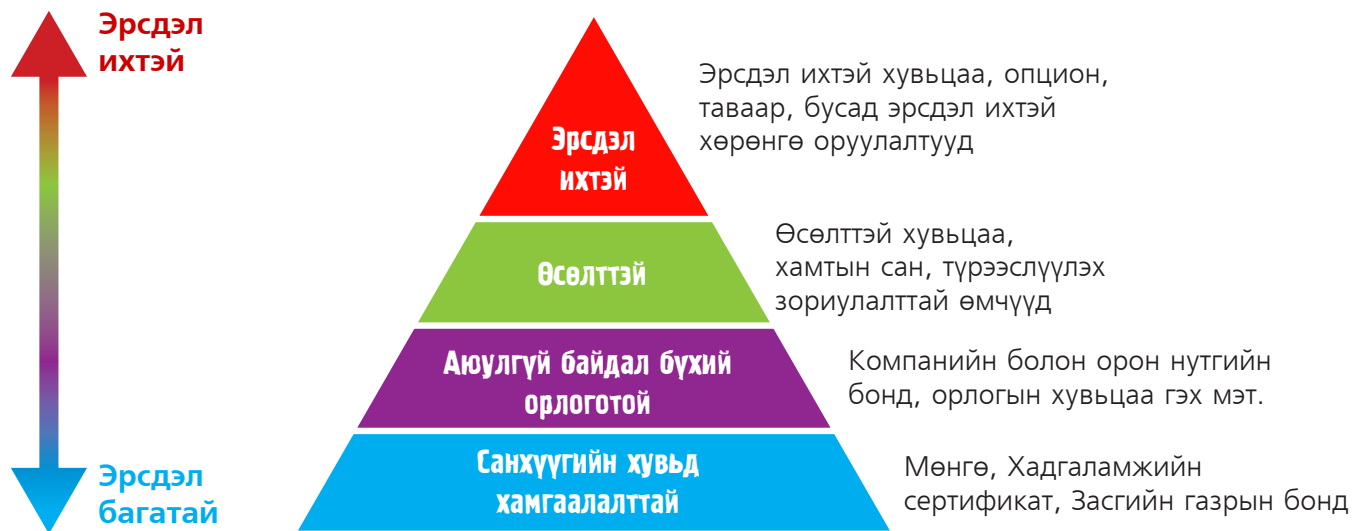 Эрсдэл
ихтэй
Эрсдэл ихтэй хувьцаа, опцион,
таваар, бусад эрсдэл ихтэй
хөрөнгө оруулалтууд
Эрсдэл
ихтэй
Өсөлттэй хувьцаа,
хамтын сан, түрээслүүлэх
зориулалттай өмчүүд
Өсөлттэй
Аюулгүй байдал бүхий
орлоготой
Компанийн болон орон нутгийн
бонд, орлогын хувьцаа гэх мэт.
Санхүүгийн хувьд
хамгаалалттай
Мөнгө, Хадгаламжийн
сертификат, Засгийн газрын бонд
Эрсдэл
багатай